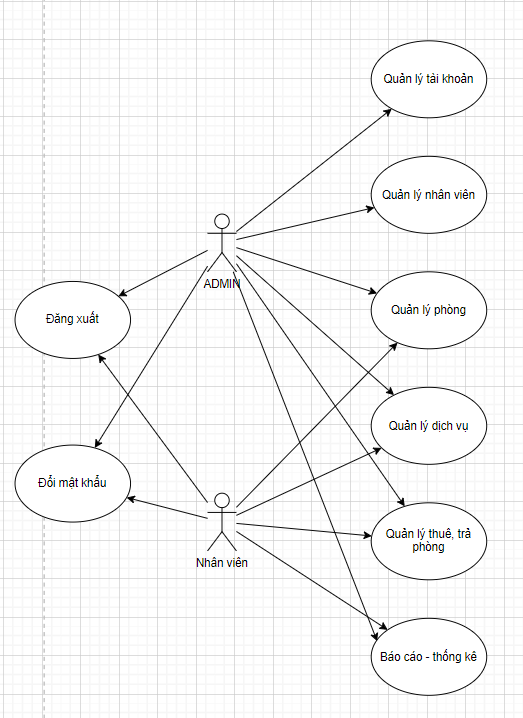 Quản lý tài khoản
Quản lý nhân viên
ADMIN
Quản lý phòng
Đăng xuất
Quản lý dịch vụ
Đổi mật khẩu
Quản lý thuê, trả
phòng
Nhân viên
Báo cáo - thống kê